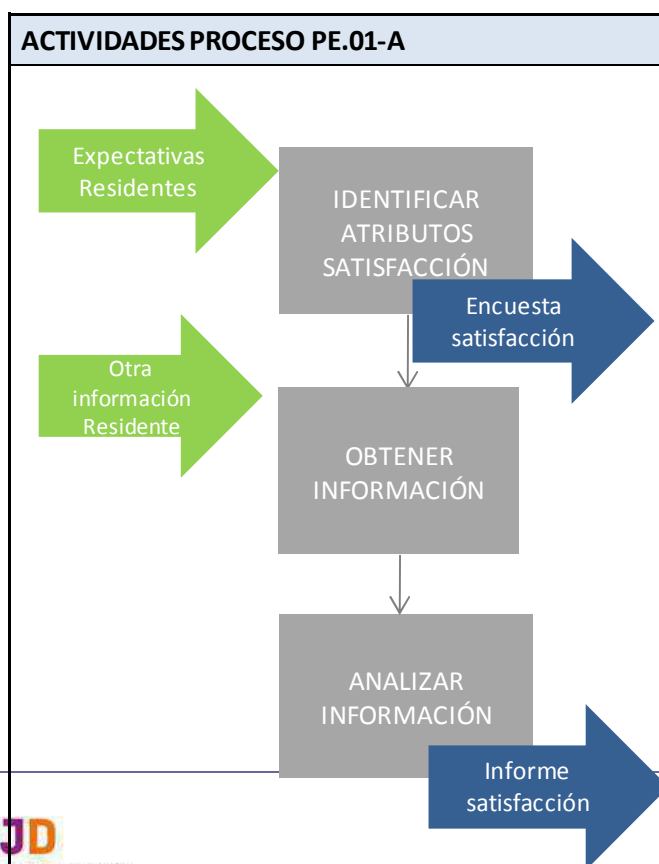 ACTIVIDADES PROCESO PE.01-A
Expectativas
Residentes
IDENTIFICAR
ATRIBUTOS
SATISFACCIÓN
Encuesta
satisfacción
Otra
información
Residente
OBTENER
INFORMACIÓN
ANALIZAR
INFORMACIÓN
Informe
satisfacción
JD